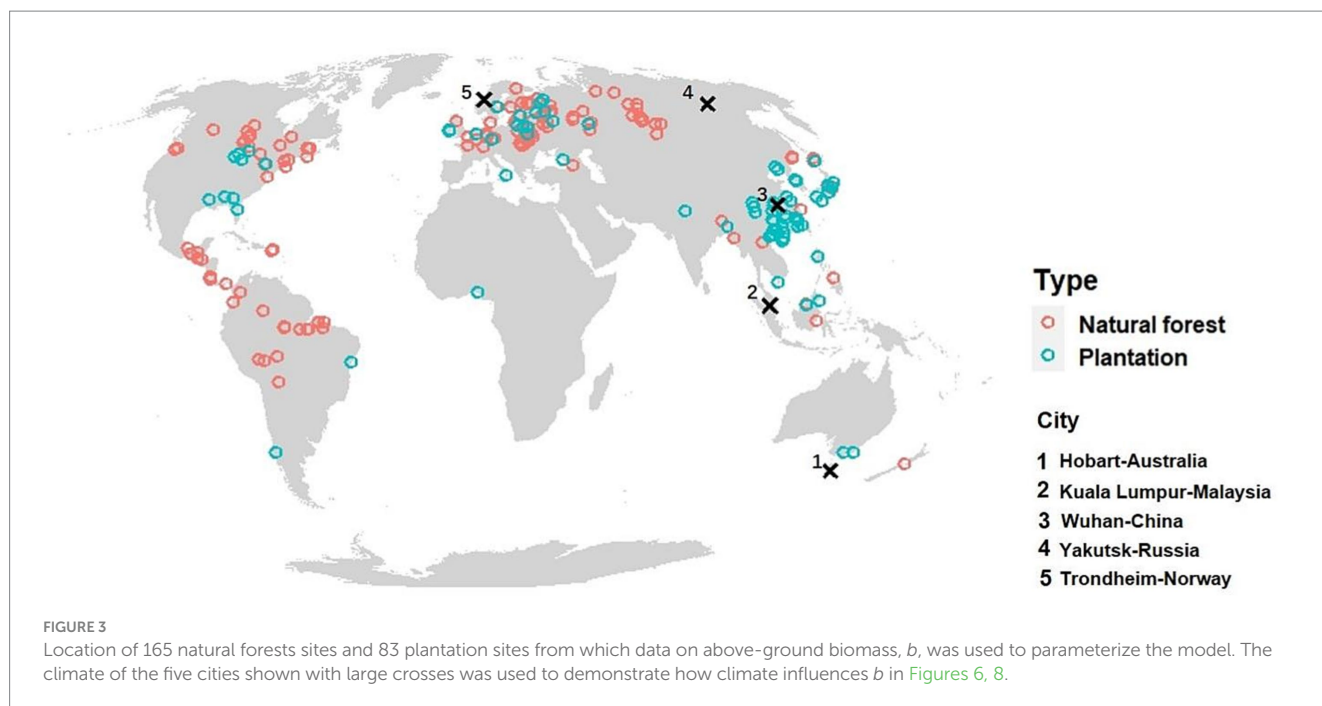 5
4
3
2
1
Type
Natural forest
Plantation
City
1 Hobart-Australia
2 Kuala Lumpur-Malaysia
3 Wuhan-China
4 Yakutsk-Russia
5 Trondheim-Norway
FIGURE 3
Location of 165 natural forests sites and 83 plantation sites from which data on above-ground biomass, b, was used to parameterize the model. The
climate of the five cities shown with large crosses was used to demonstrate how climate influences b in Figures 6, 8.